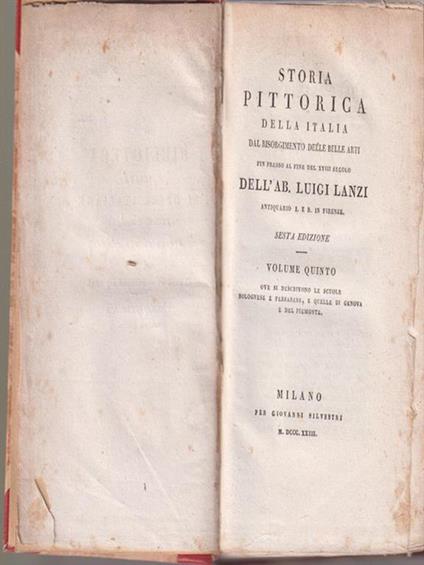 STORIA
PITTORICA
DELLA ITALIA
DAL RISORGIMENTO DELLE BELLE ARTI
FIN PRESSO AL FINE DEL XVIII SECOLO
DELL'AB. LUIGI LANZI
ANTIQUARIO I. E R. IN FIRENZE.
SESTA EDIZIONE
VOLUME QUINTO
OVE SI DESCRIVONO LE SCUOLE
BOLOGNESE E FERRARESE, E QUELLE DI GENOVA
E DEL PIEMONTE.
MILANO
PER GIOVANNI SILVESTRI
M. DCCC. XXIII.